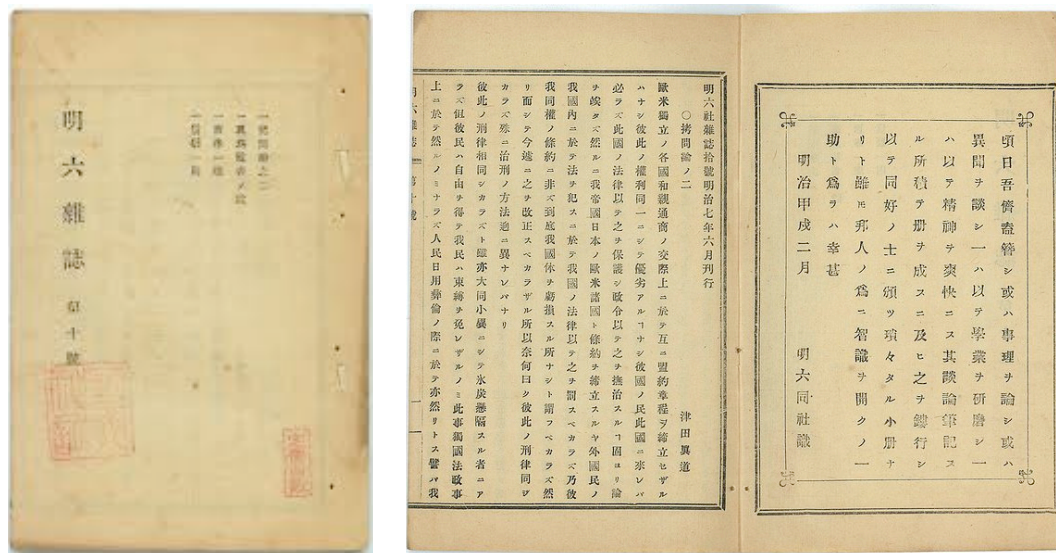 明六雑誌 第十號
一拷問論之二
頃日吾儕盍簪シ或ハ事理ヲ論シ或ハ
異聞ヲ談シ一ハ以テ學業ヲ研磨シ一
ハ以テ精神ヲ爽快ニス其談論筆記ス
ル所積テ册ヲ成スニ及ヒ之ヲ鏤行シ
以テ同好ノ士ニ頒ツ瑣々タル小册ナ
リト雖モ邦人ノ爲ニ智識ヲ開クノ一
助ト爲ラハ幸甚
明治甲戌二月 明六同社識
明六社雜誌拾號明治七年六月刊行
〇拷問論ノ二 津田眞道
歐米獨立ノ各國和親通商ノ交際上ニ於テ互ニ盟約章程ヲ締立セザル
ハナシ彼此ノ權利同一ニシテ優劣アルヿナシ彼國ノ民此國ニ來レバ
必ラズ此國ノ法律以テ之ヲ保護シ政令以テ之ヲ撫治スルヿ固ヨリ論
ヲ竢タズ然ルニ我帝國日本ノ歐米諸國ト條約ヲ締立スルヤ外國民ノ
我國内ニ於テ法ヲ犯スニ於テ我國ノ法律以テ之ヲ罰スベカラズ乃彼
我同權ノ條約ニ非ズ到底我國体ヲ虧損スル所ナシト謂フベカラズ然
リ而シテ今遽ニ之ヲ改正スベカラザル所以奈何曰ク彼此ノ刑律同ジ
カラズ殊ニ治刑ノ方法迥ニ異ナレバナリ
彼此ノ刑律相同シカラズト雖亦大同小異ニシテ氷炭懸隔スル者ニア
ラズ但彼民ハ自由ヲ得テ我民ハ束縛ヲ免レザルノミ此事獨國法政事
上ニ於テ然ルノミナラズ人民日用彝倫ノ際ニ於テ亦然リトス譬バ我